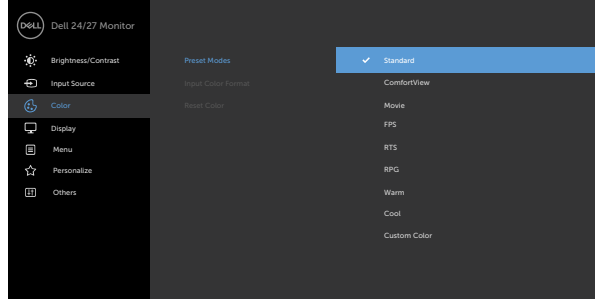 DELL Dell 24/27 Monitor
Brightness/Contrast Preset Modes Standard
Input Source Input Color Format ComfortView
Color Reset Color Movie
Display FPS
Menu RTS
Personalize RPG
Others Warm
Cool
Custom Color